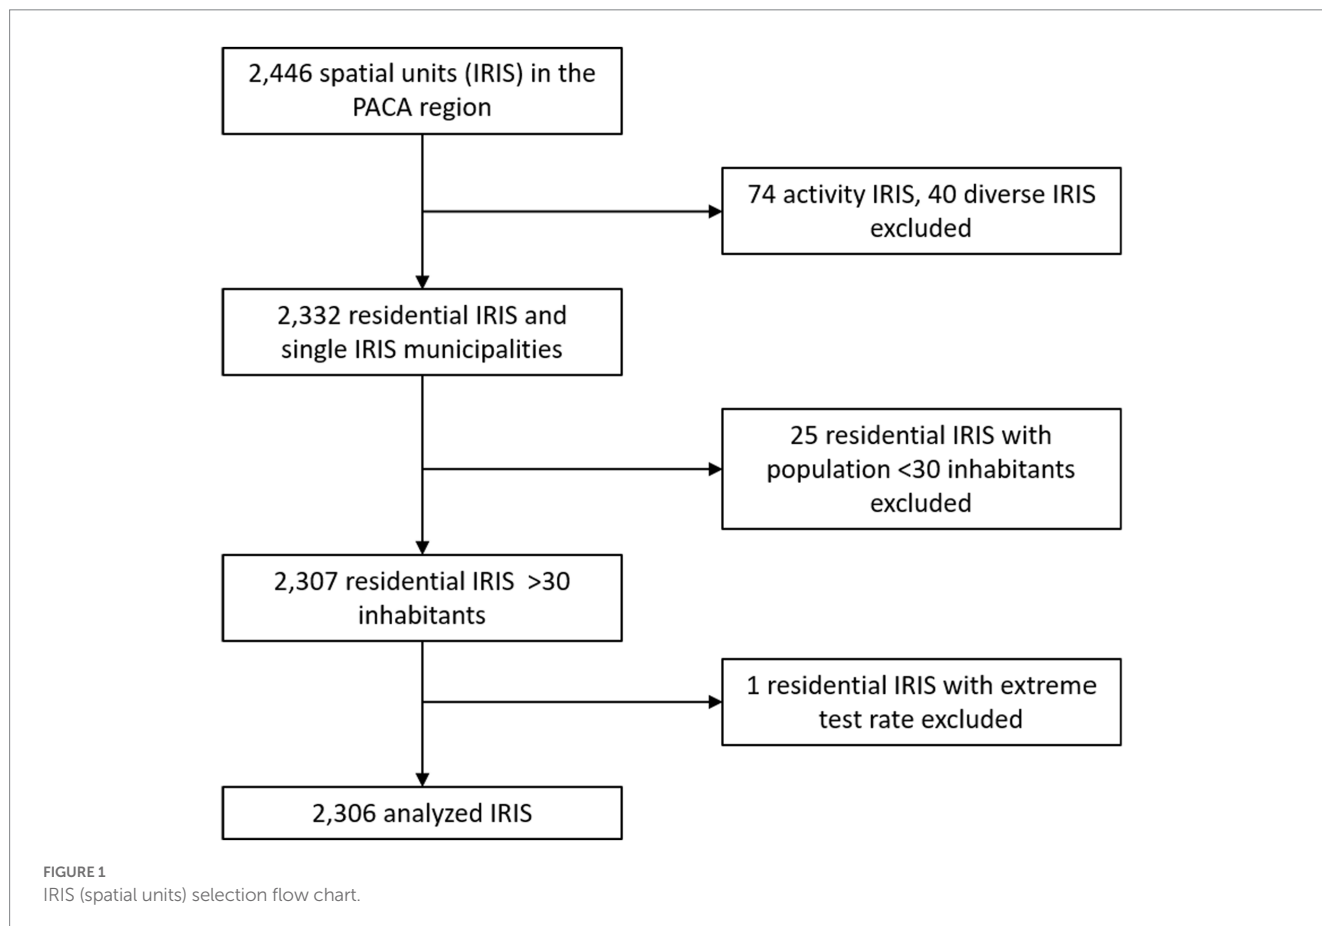 2,446 spatial units (IRIS) in the
PACA region
74 activity IRIS, 40 diverse IRIS
excluded
2,332 residential IRIS and
single IRIS municipalities
25 residential IRIS with
population <30 inhabitants
excluded
2,307 residential IRIS >30
inhabitants
1 residential IRIS with extreme
test rate excluded
2,306 analyzed IRIS
FIGURE 1
IRIS (spatial units) selection flow chart.